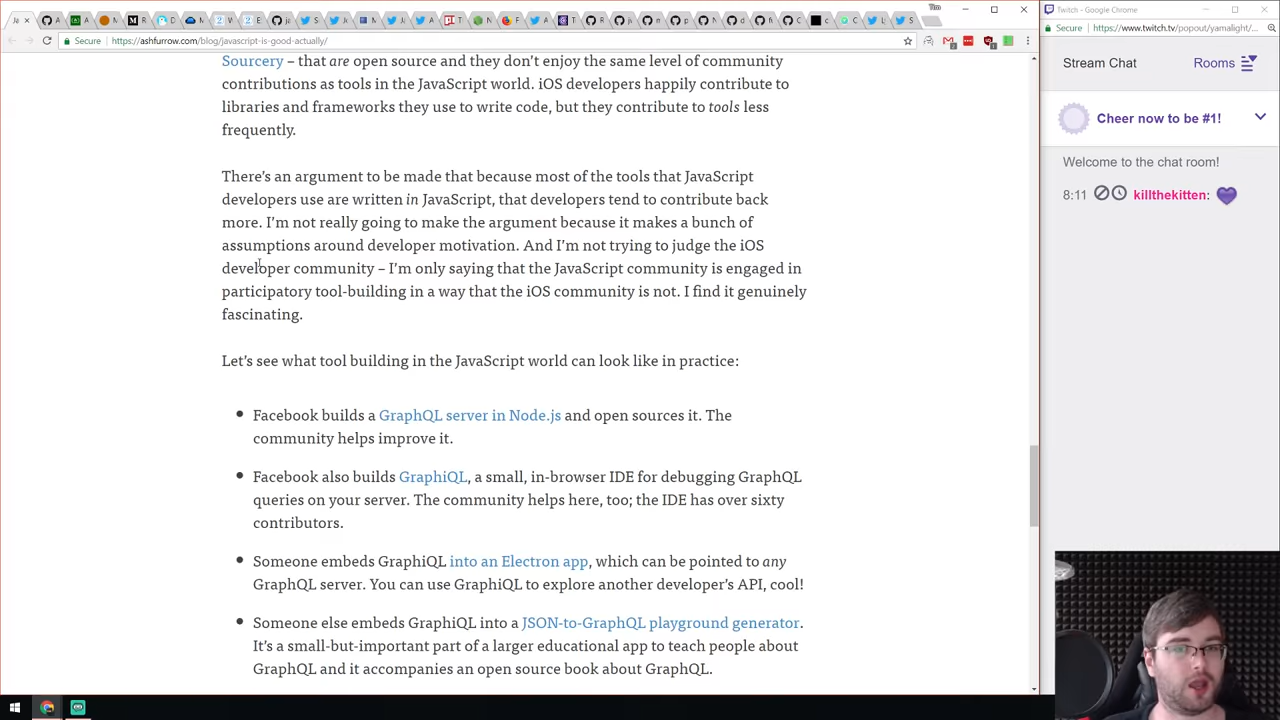 Tim
Twitch - Google Chrome
Secure
https://ashfurrow.com/blog/javascript-is-good-actually/
Secure
https://www.twitch.tv/popout/yamalight/...
Stream Chat
Rooms
Cheer now to be #1!
Welcome to the chat room!
8:11 killthekitten:
Sourcery – that are open source and they don’t enjoy the same level of community
contributions as tools in the JavaScript world. iOS developers happily contribute to
libraries and frameworks they use to write code, but they contribute to tools less
frequently.
There’s an argument to be made that because most of the tools that JavaScript
developers use are written in JavaScript, that developers tend to contribute back
more. I’m not really going to make the argument because it makes a bunch of
assumptions around developer motivation. And I’m not trying to judge the iOS
developer community – I’m only saying that the JavaScript community is engaged in
participatory tool-building in a way that the iOS community is not. I find it genuinely
fascinating.
Let’s see what tool building in the JavaScript world can look like in practice:
Facebook builds a GraphQL server in Node.js and open sources it. The
community helps improve it.
Facebook also builds GraphiQL, a small, in-browser IDE for debugging GraphQL
queries on your server. The community helps here, too; the IDE has over sixty
contributors.
Someone embeds GraphiQL into an Electron app, which can be pointed to any
GraphQL server. You can use GraphiQL to explore another developer’s API, cool!
Someone else embeds GraphiQL into a JSON-to-GraphQL playground generator.
It’s a small-but-important part of a larger educational app to teach people about
GraphQL and it accompanies an open source book about GraphQL.